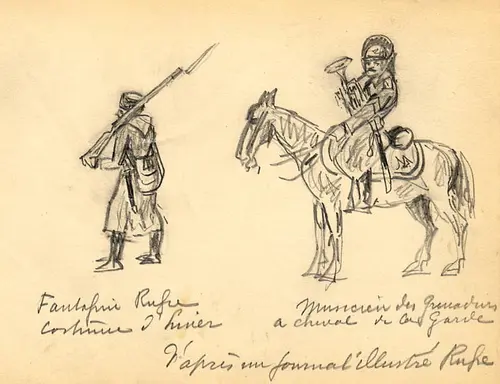 Fantassin Russe
costume d'hiver
Musicien des Grenadiers
a cheval de la Garde
D'après un journal illustré Russe